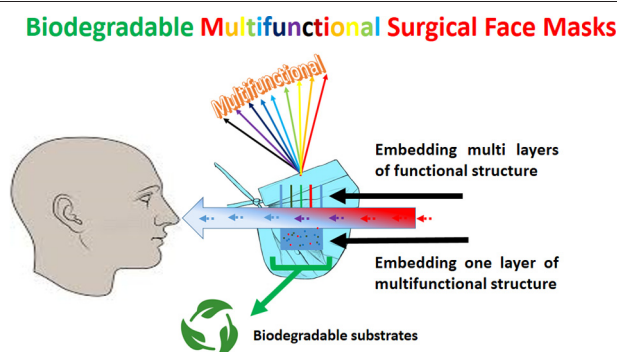 Biodegradable Multifunctional Surgical Face Masks
Multifunctional
Embedding multi layers
of functional structure
Embedding one layer of
multifunctional structure
Biodegradable substrates